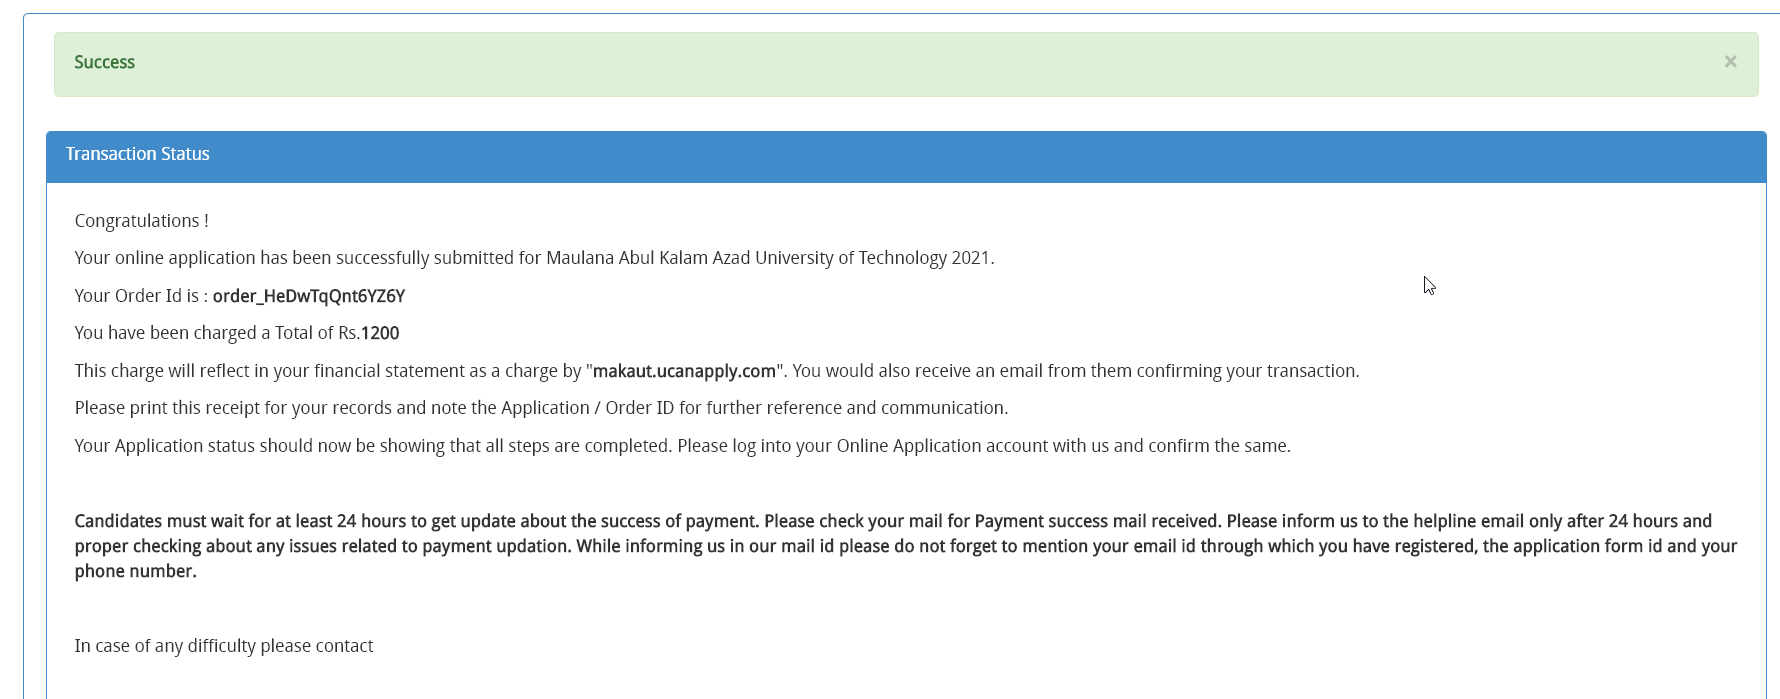 Success
×
Transaction Status
Congratulations !
Your online application has been successfully submitted for Maulana Abul Kalam Azad University of Technology 2021.
Your Order Id is : order_HeDwTqQnt6YZ6Y
You have been charged a Total of Rs.1200
This charge will reflect in your financial statement as a charge by "makaut.ucanapply.com". You would also receive an email from them confirming your transaction.
Please print this receipt for your records and note the Application / Order ID for further reference and communication.
Your Application status should now be showing that all steps are completed. Please log into your Online Application account with us and confirm the same.
Candidates must wait for at least 24 hours to get update about the success of payment. Please check your mail for Payment success mail received. Please inform us to the helpline email only after 24 hours and
proper checking about any issues related to payment updation. While informing us in our mail id please do not forget to mention your email id through which you have registered, the application form id and your
phone number.
In case of any difficulty please contact